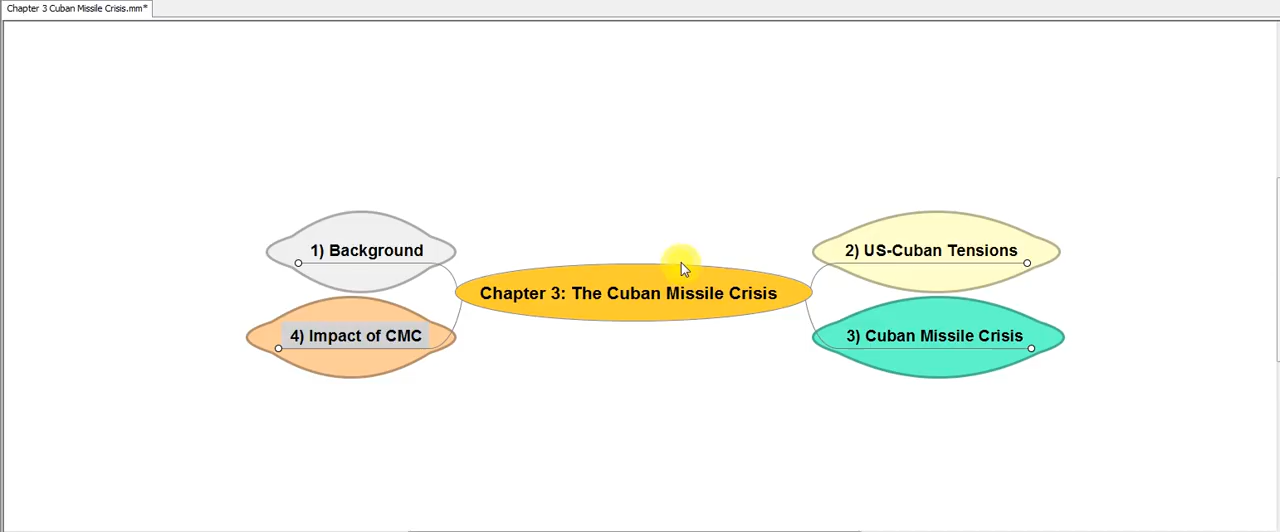 Chapter 3 Cuban Missile Crisis.mm*
1) Background
2) US-Cuban Tensions
Chapter 3: The Cuban Missile Crisis
4) Impact of CMC
3) Cuban Missile Crisis